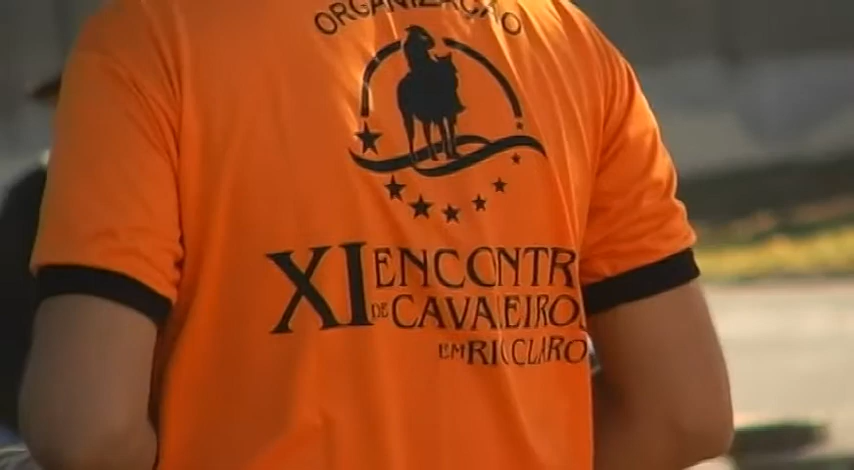 ORGANIZAÇÃO
XI ENCONTRO
DE CAVALEIROS
EM RIO CLARO